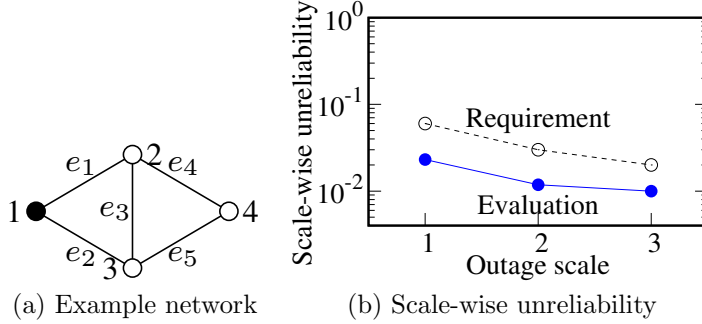 e1
2
e4
1
e3
4
e2
3
e5
(a) Example network
Scale-wise unreliability
10^0
10^-1
10^-2
Requirement
Evaluation
1 2 3
Outage scale
(b) Scale-wise unreliability